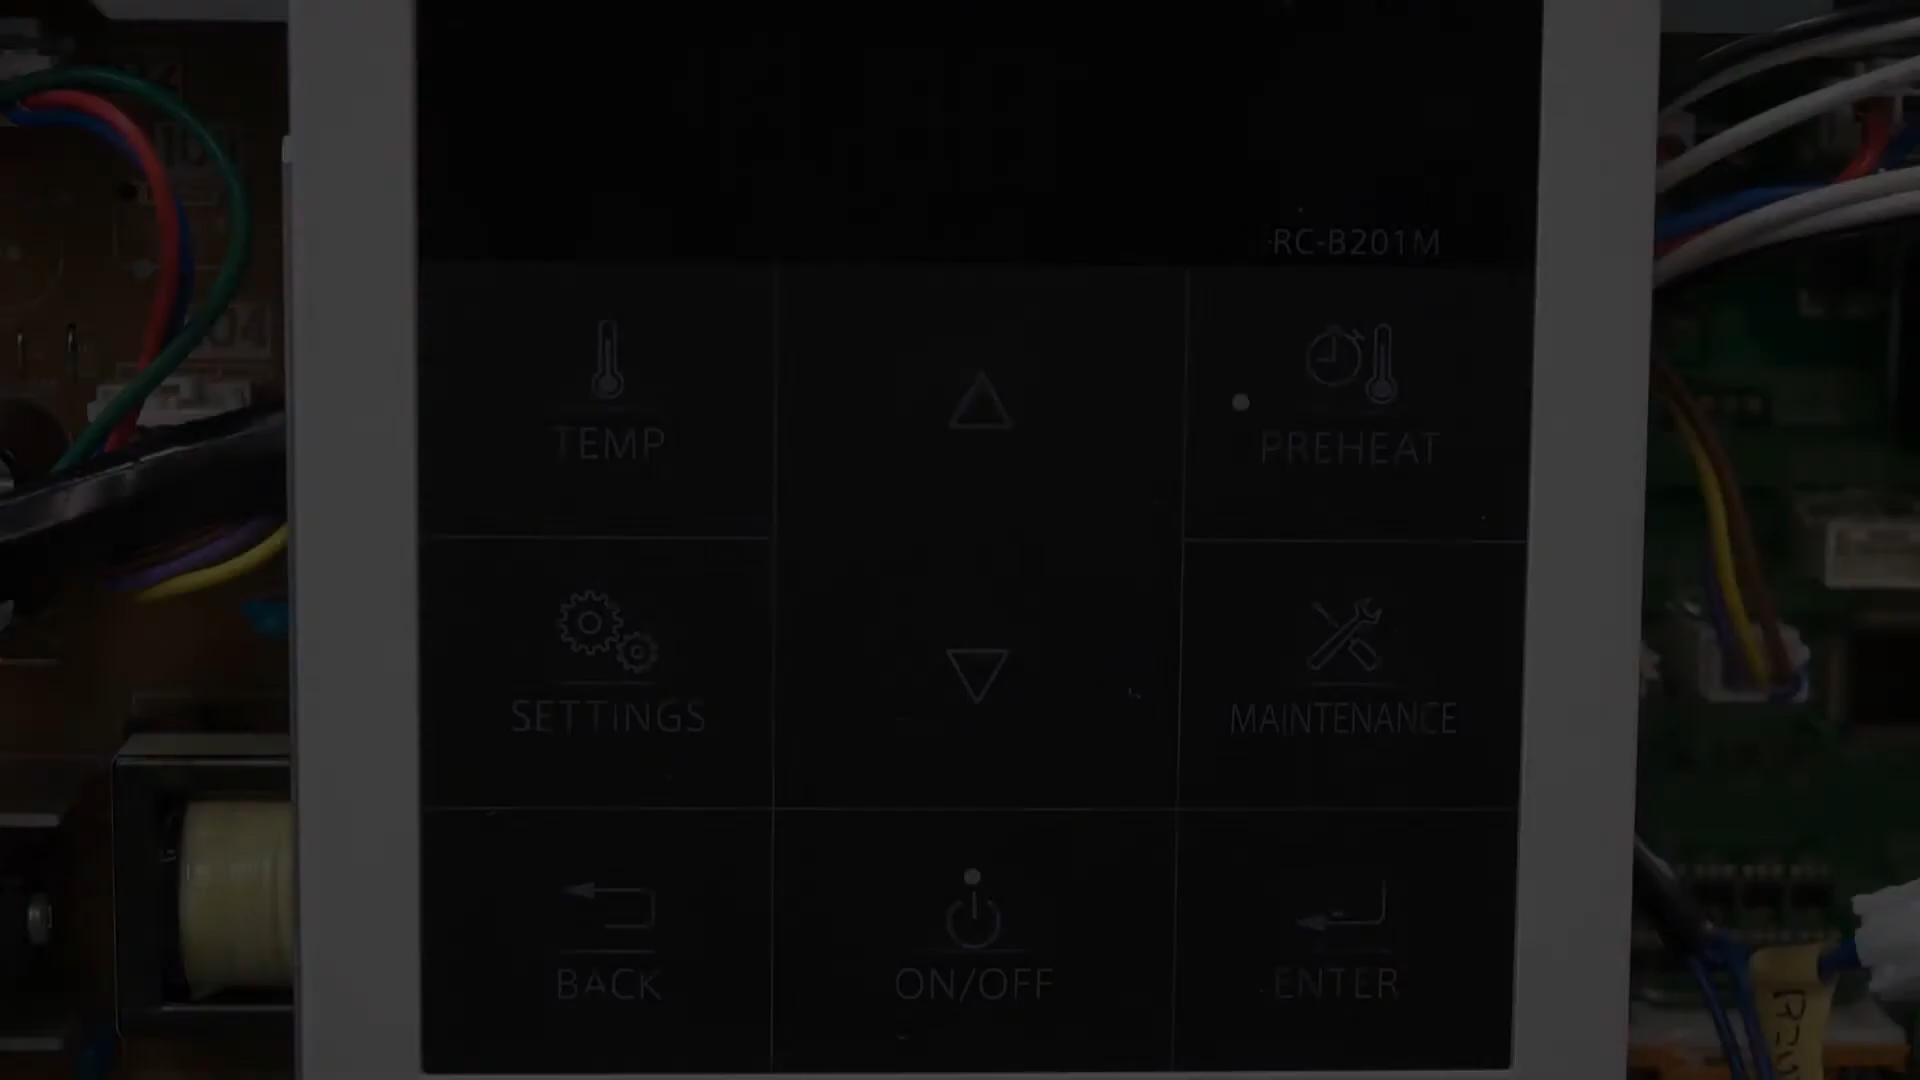 RC-B201M
TEMP
PREHEAT
SETTINGS
MAINTENANCE
BACK
ON/OFF
ENTER